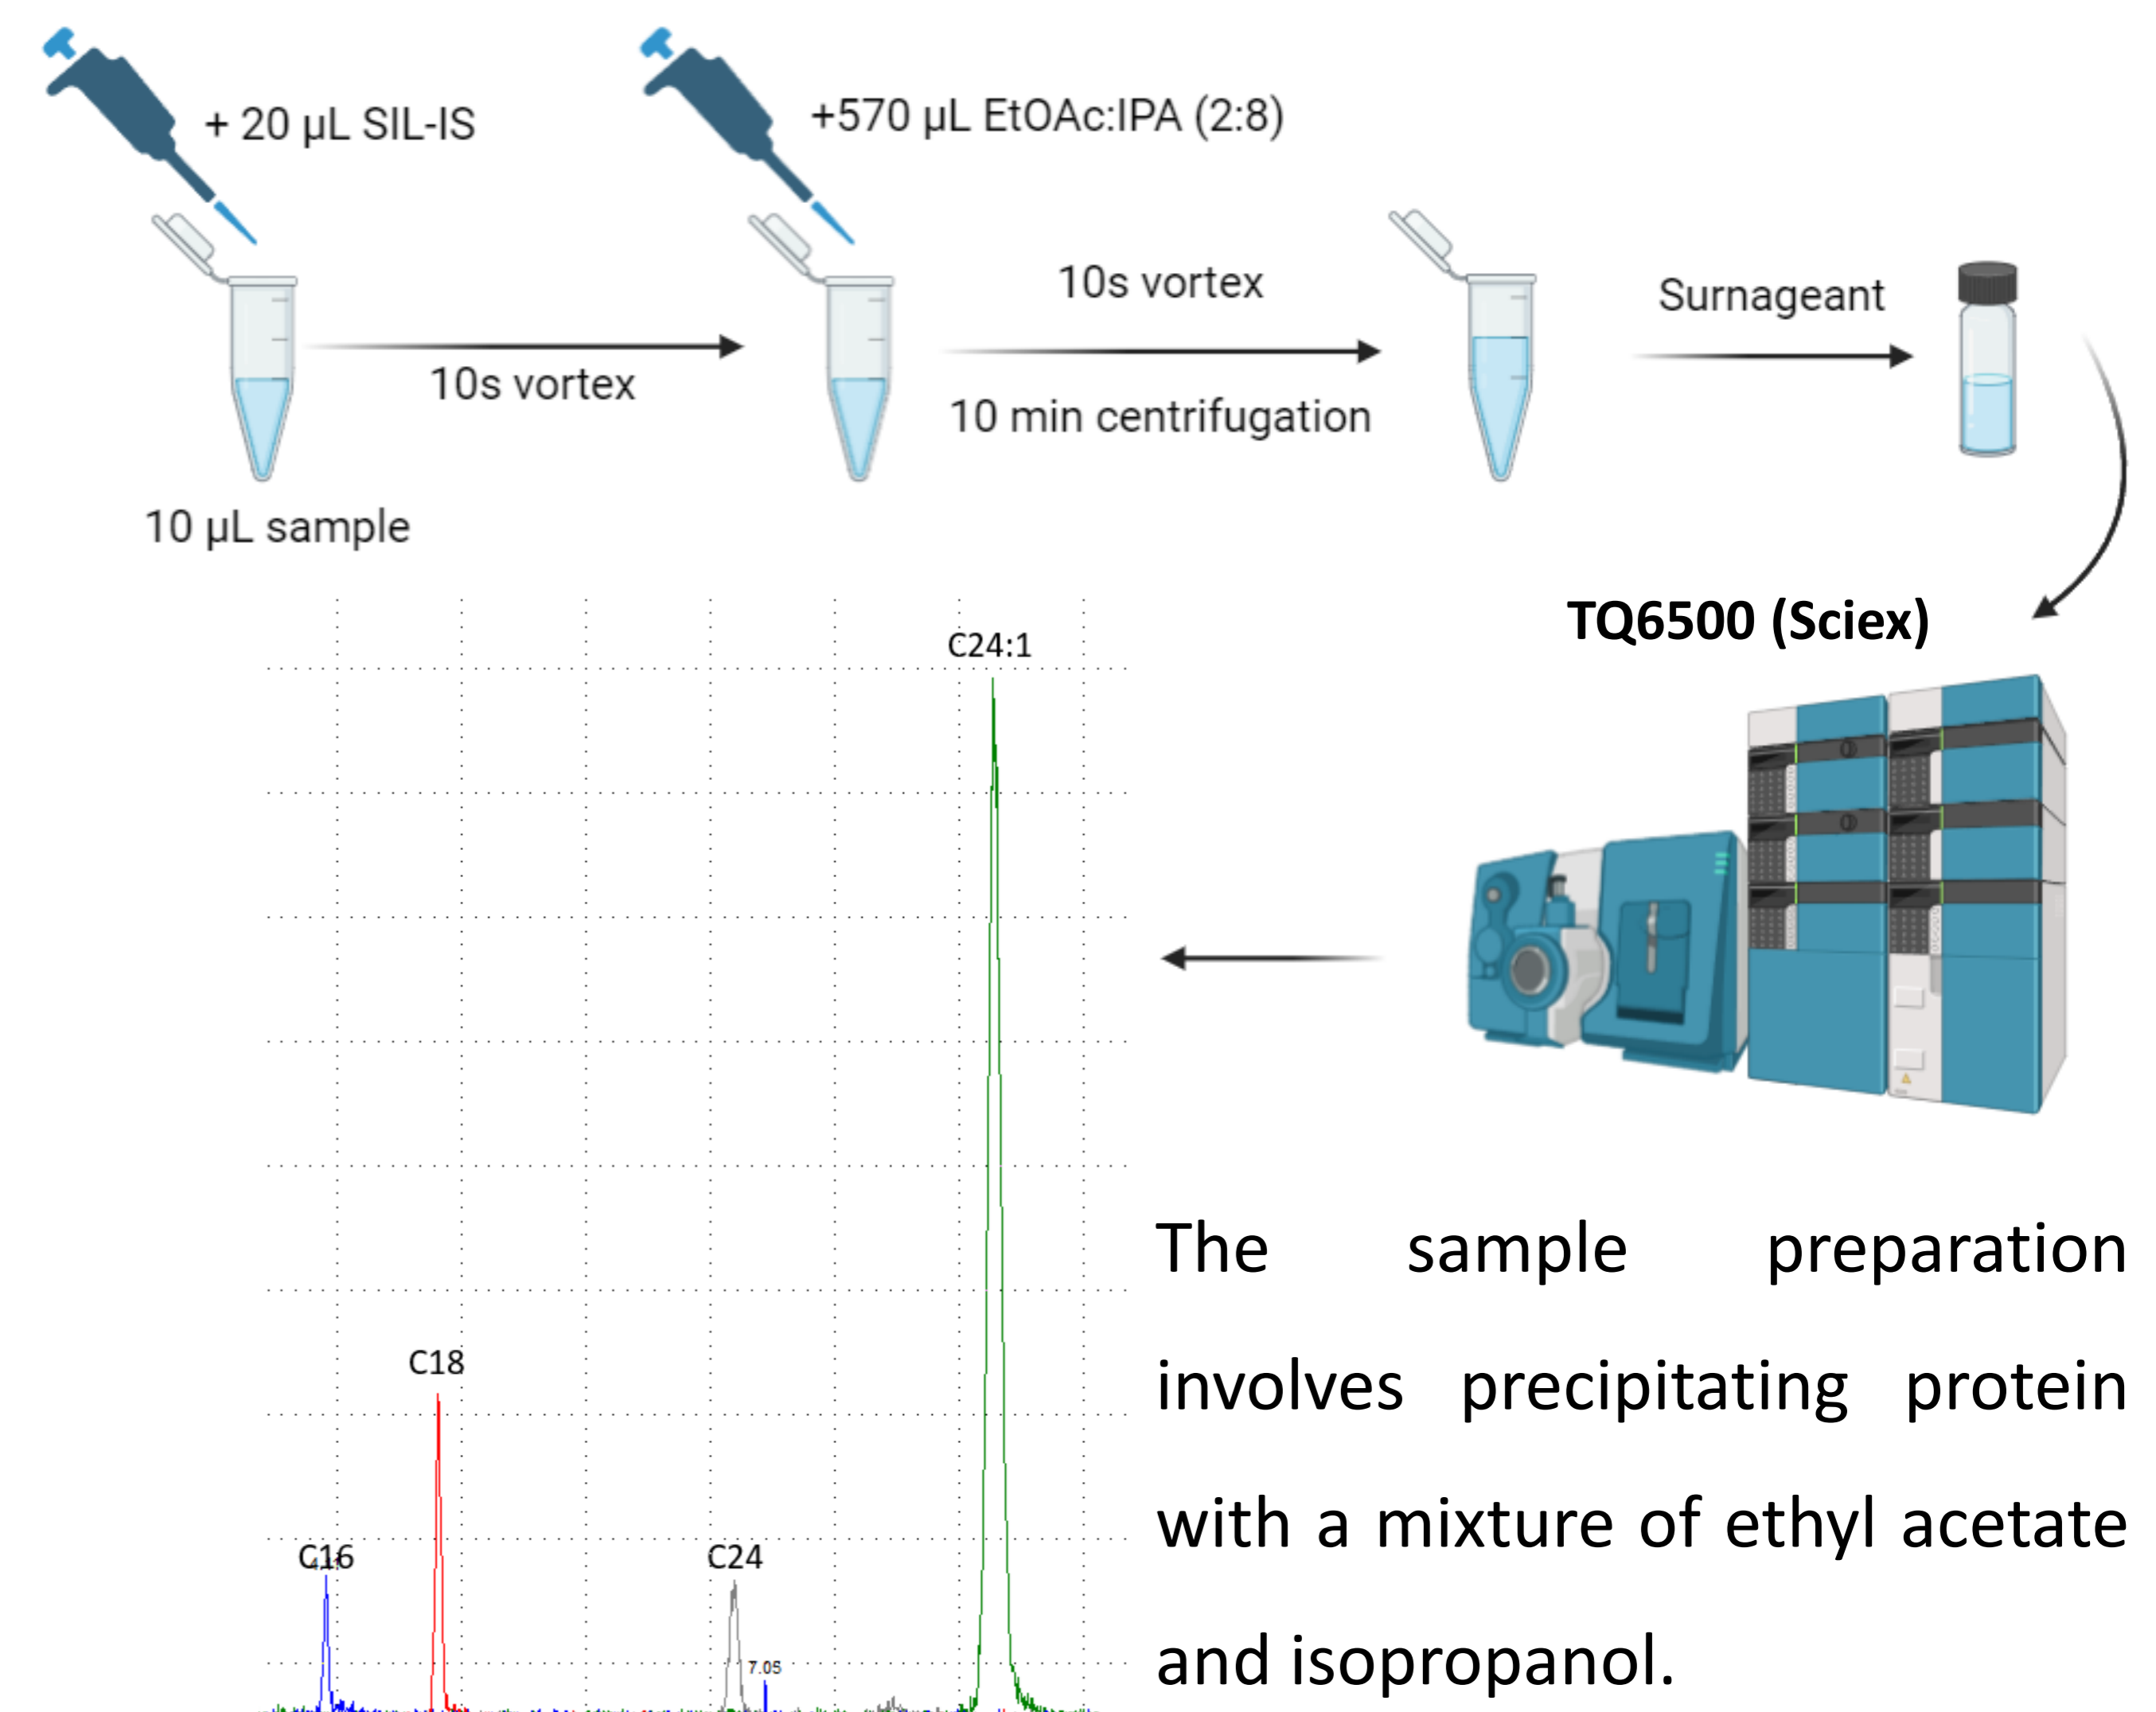 + 20 µL SIL-IS
+570 µL EtOAc:IPA (2:8)
10s vortex
10s vortex
10 min centrifugation
Surnageant
10 µL sample
TQ6500 (Sciex)
C24:1
C18
C16
C24
7.05
The sample preparation
involves precipitating protein
with a mixture of ethyl acetate
and isopropanol.